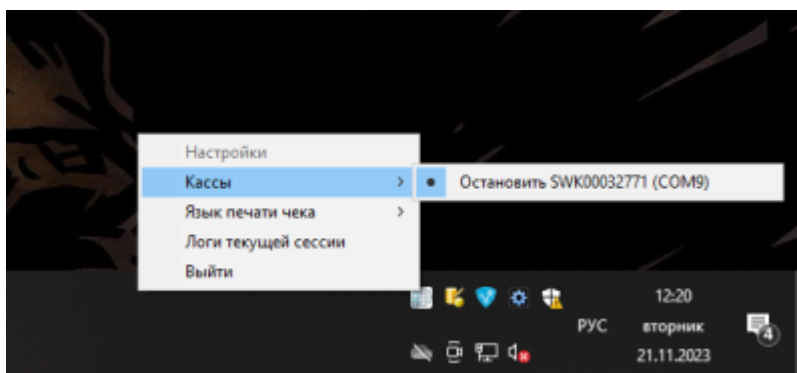 Настройки
Кассы
Остановить SWK00032771 (COM9)
Язык печати чека
Логи текущей сессии
Выйти
12:20
РУС
вторник
4
21.11.2023